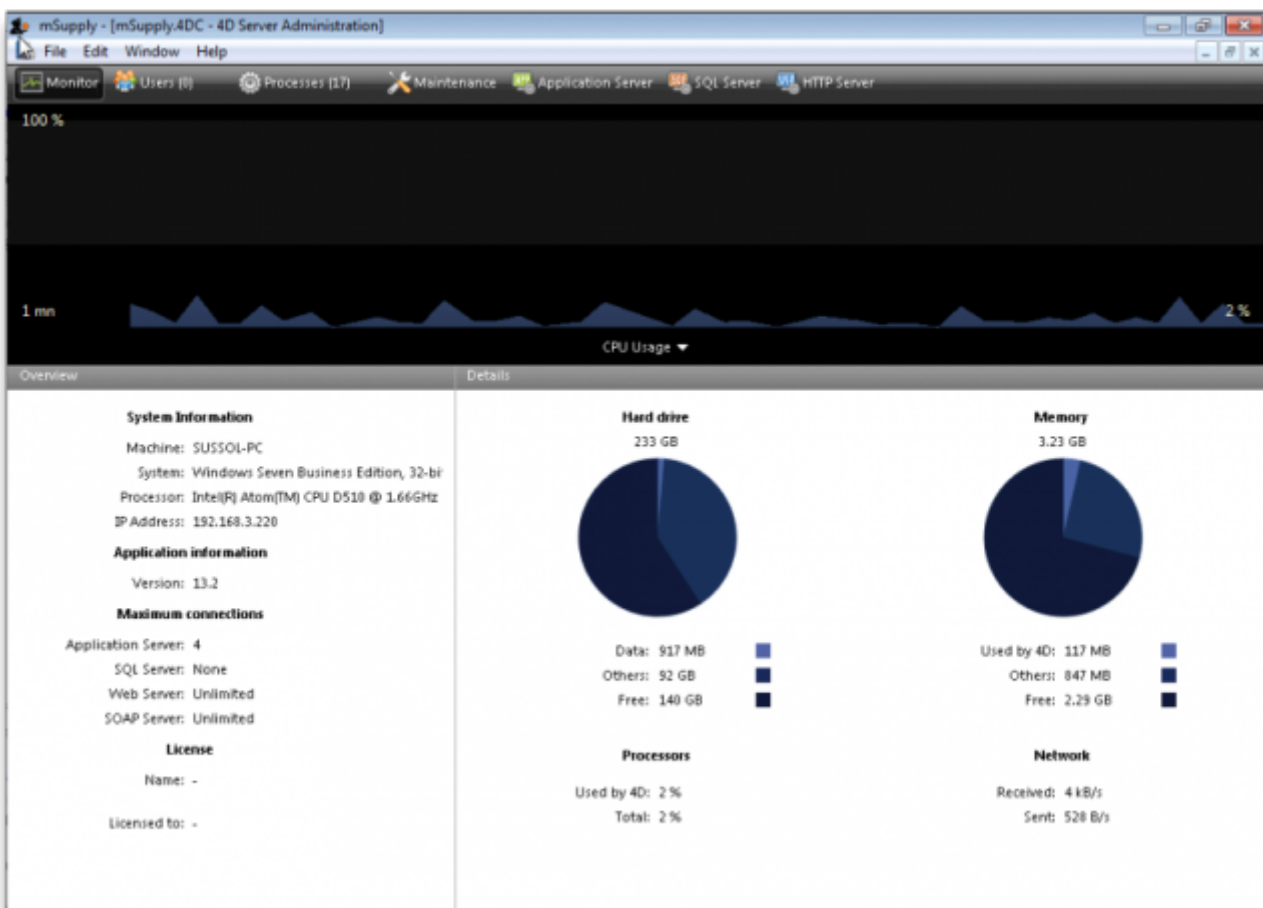 mSupply - [mSupply.4DC - 4D Server Administration]
File Edit Window Help
Monitor Users (0) Processes (17) Maintenance Application Server SQL Server HTTP Server
100 %
1 mn
2 %
CPU Usage
Overview
Details
System Information
Machine: SUSSOL-PC
System: Windows Seven Business Edition, 32-bi
Processor: Intel(R) Atom(TM) CPU D510 @ 1.66GHz
IP Address: 192.168.3.220
Application information
Version: 13.2
Maximum connections
Application Server: 4
SQL Server: None
Web Server: Unlimited
SOAP Server: Unlimited
License
Name: -
Licensed to: -
Hard drive
233 GB
Data: 917 MB
Others: 92 GB
Free: 140 GB
Memory
3.23 GB
Used by 4D: 117 MB
Others: 847 MB
Free: 2.29 GB
Processors
Used by 4D: 2 %
Total: 2 %
Network
Received: 4 kB/s
Sent: 528 B/s